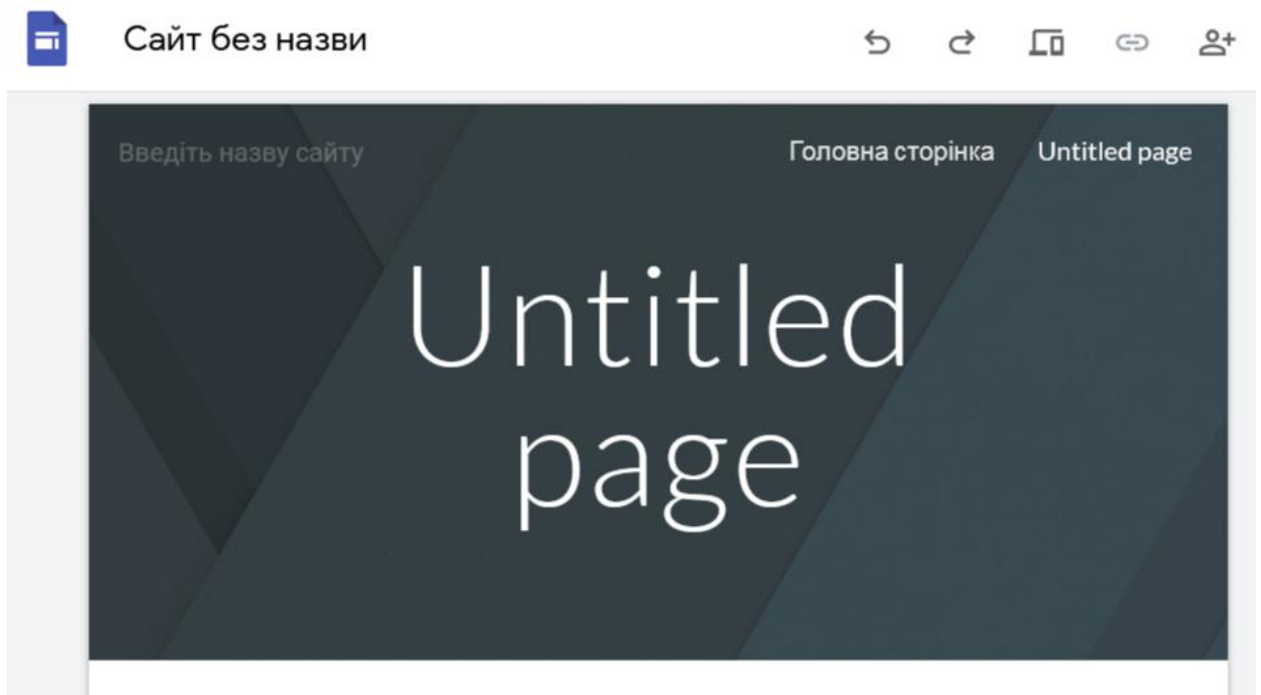 Сайт без назви
Введіть назву сайту
Головна сторінка Untitled page
Untitled
page